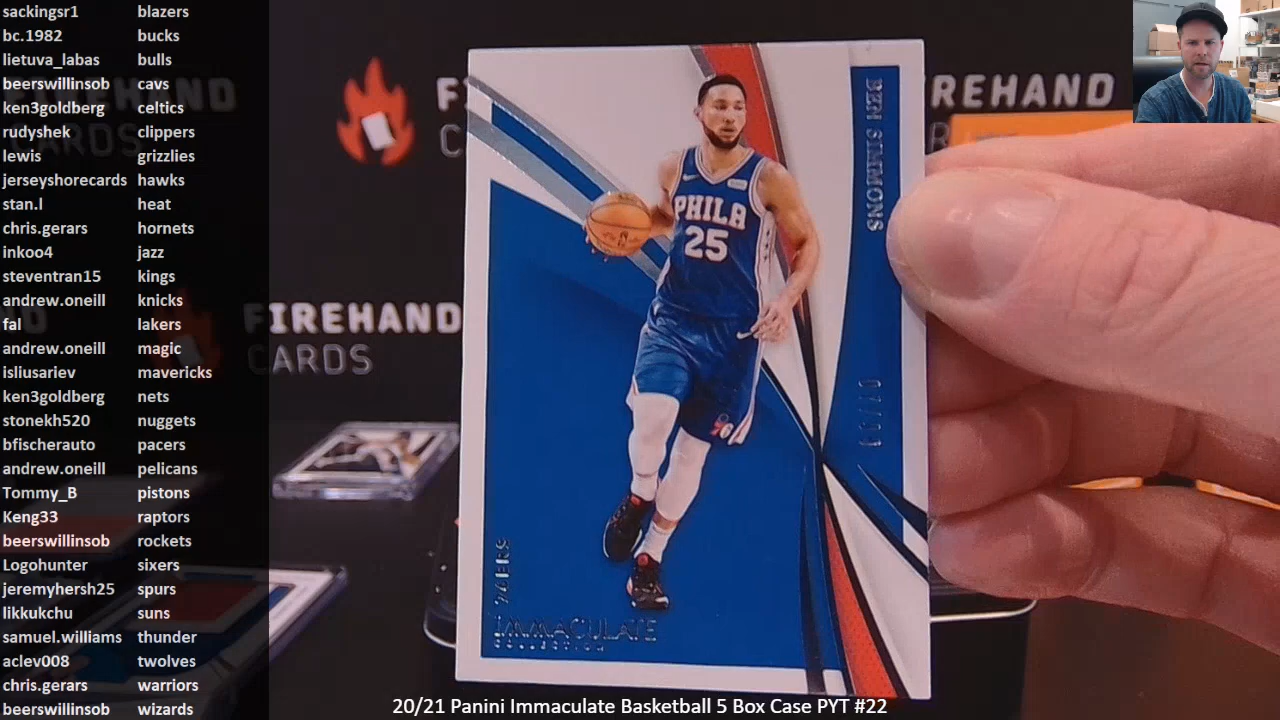 sackingsr1 blazers
bc.1982 bucks
lietuva_labas bulls
beerswillinsob cavs
ken3goldberg celtics
rudyshek clippers
lewis grizzlies
jerseyshorecards hawks
stan.l heat
chris.gerars hornets
inkoo4 jazz
steventran15 kings
andrew.oneill knicks
fal lakers
andrew.oneill magic
isliusariev mavericks
ken3goldberg nets
stonekh520 nuggets
bfischerauto pacers
andrew.oneill pelicans
Tommy_B pistons
Keng33 raptors
beerswillinsob rockets
Logohunter sixers
jeremyhersh25 spurs
likkukchu suns
samuel.williams thunder
aclev008 twolves
chris.gerars warriors
beerswillinsob wizards
FIREHAND
CARDS
REHAND
BEN SIMMONS
PHILA
25
76ERS
IMMACULATE
COLLECTION
20/21 Panini Immaculate Basketball 5 Box Case PYT #22